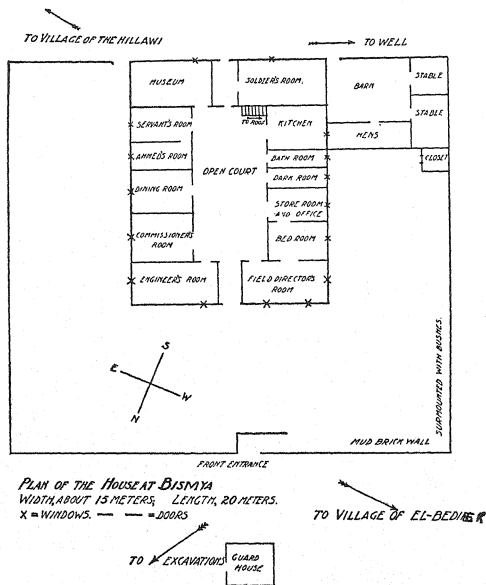 TO VILLAGE OF THE HILLAWI
TO WELL
MUSEUM
SOLDIER'S ROOM,
BARN
STABLE
STABLE
TO ROOF
SERVANT'S ROOM
KITCHEN
HENS
AHMED'S ROOM
OPEN COURT
BATH ROOM
CLOSET
DARK ROOM
DINING ROOM
STORE ROOM
AND OFFICE
COMMISSIONER'S
ROOM
BED ROOM
ENGINEER'S ROOM
FIELD DIRECTOR'S
ROOM
S
E
W
N
SURMOUNTED WITH BUSHES.
MUD BRICK WALL
FRONT ENTRANCE
PLAN OF THE HOUSE AT BISMYA
WIDTH, ABOUT 15 METERS; LENGTH, 20 METERS.
X = WINDOWS. — — = DOORS
TO VILLAGE OF EL-BEDIER
TO EXCAVATIONS
GUARD
HOUSE